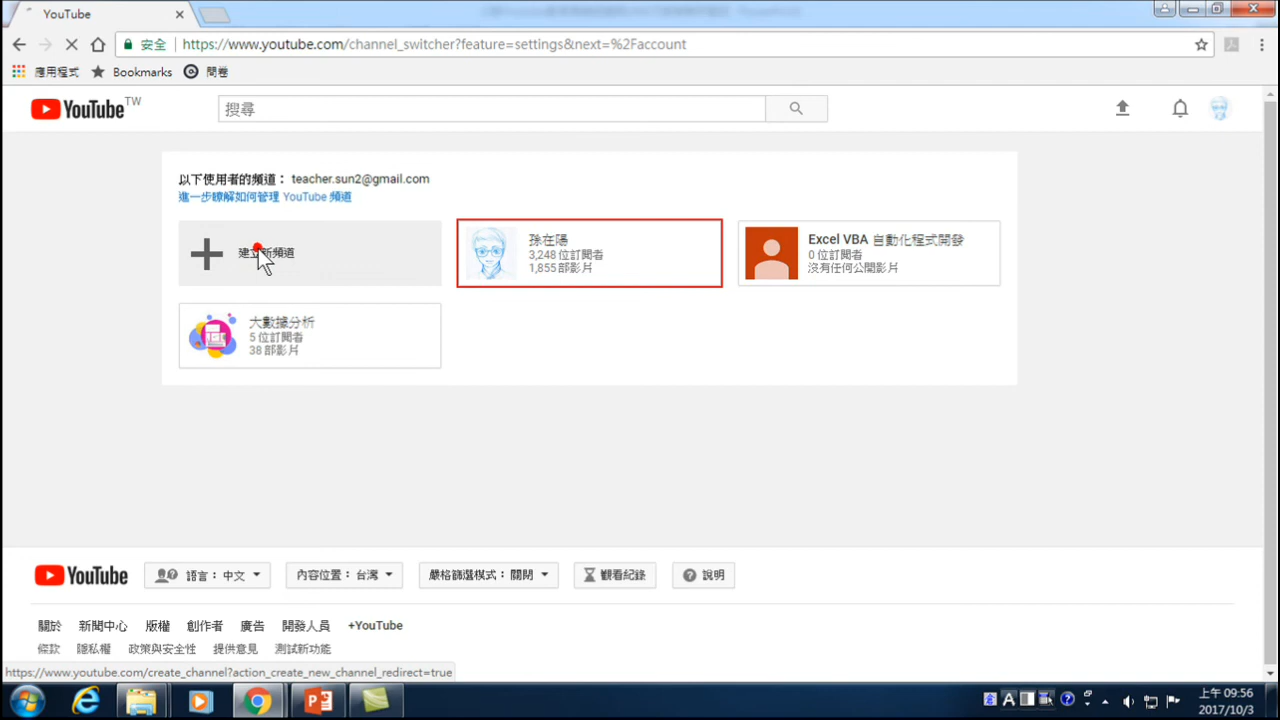 YouTube
安全 https://www.youtube.com/channel_switcher?feature=settings&next=%2Faccount
應用程式 Bookmarks 問卷
YouTube TW 搜尋
以下使用者的頻道： teacher.sun2@gmail.com
進一步瞭解如何管理 YouTube 頻道
建立新頻道
孫在陽
3,248 位訂閱者
1,855 部影片
Excel VBA 自動化程式開發
0 位訂閱者
沒有任何公開影片
大數據分析
5 位訂閱者
38 部影片
YouTube 語言： 中文 內容位置： 台灣 嚴格篩選模式： 關閉 觀看紀錄 說明
關於 新聞中心 版權 創作者 廣告 開發人員 +YouTube
條款 隱私權 政策與安全性 提供意見 測試新功能
https://www.youtube.com/create_channel?action_create_new_channel_redirect=true
上午 09:56
2017/10/3